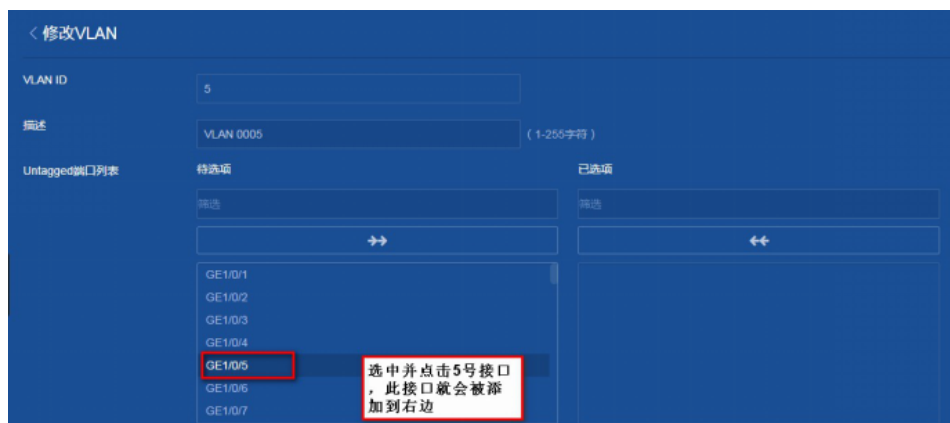 修改VLAN
VLAN ID
5
描述
VLAN 0005
(1-255字符)
Untagged端口列表
待选项
已选项
筛选
筛选
GE1/0/1
GE1/0/2
GE1/0/3
GE1/0/4
GE1/0/5
GE1/0/6
GE1/0/7
选中并点击5号接口
，此接口就会被添
加到右边